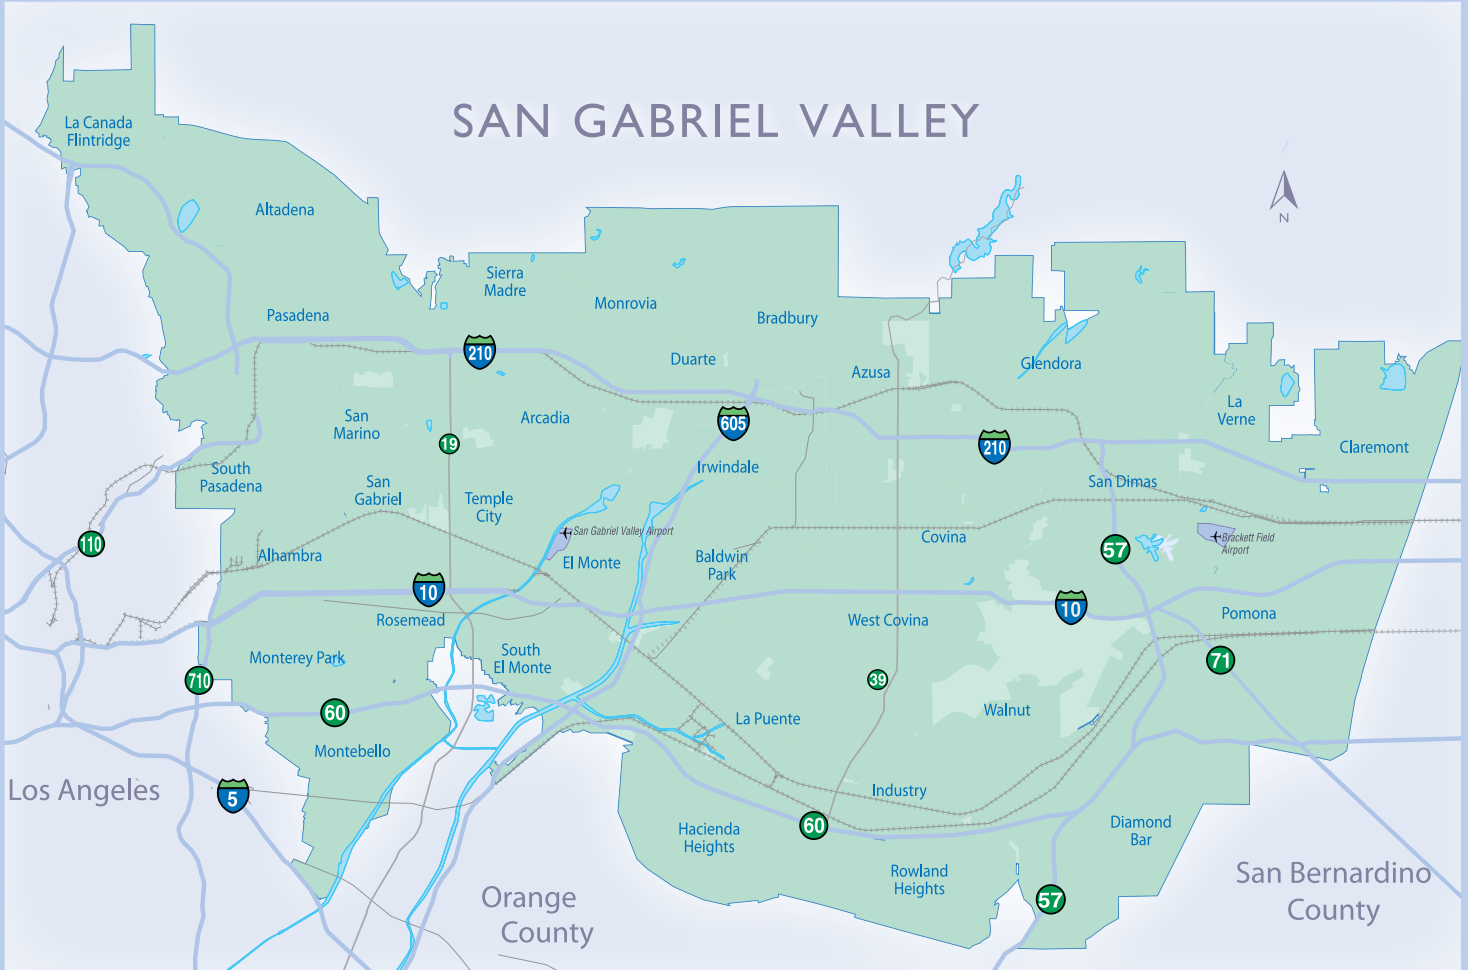 SAN GABRIEL VALLEY
La Canada
Flintridge
Altadena
N
Sierra
Madre
Monrovia
Pasadena
Bradbury
210
Duarte
Glendora
Azusa
San
Marino
Arcadia
605
La
Verne
19
210
Claremont
South
Pasadena
Irwindale
San
Gabriel
San Dimas
Temple
City
San Gabriel Valley Airport
110
Covina
Brackett Field
Airport
57
Alhambra
El Monte
Baldwin
Park
10
10
Rosemead
West Covina
Pomona
Monterey Park
South
El Monte
71
710
39
60
La Puente
Walnut
Montebello
Los Angeles
5
Industry
60
Hacienda
Heights
Diamond
Bar
Rowland
Heights
San Bernardino
County
Orange
County
57